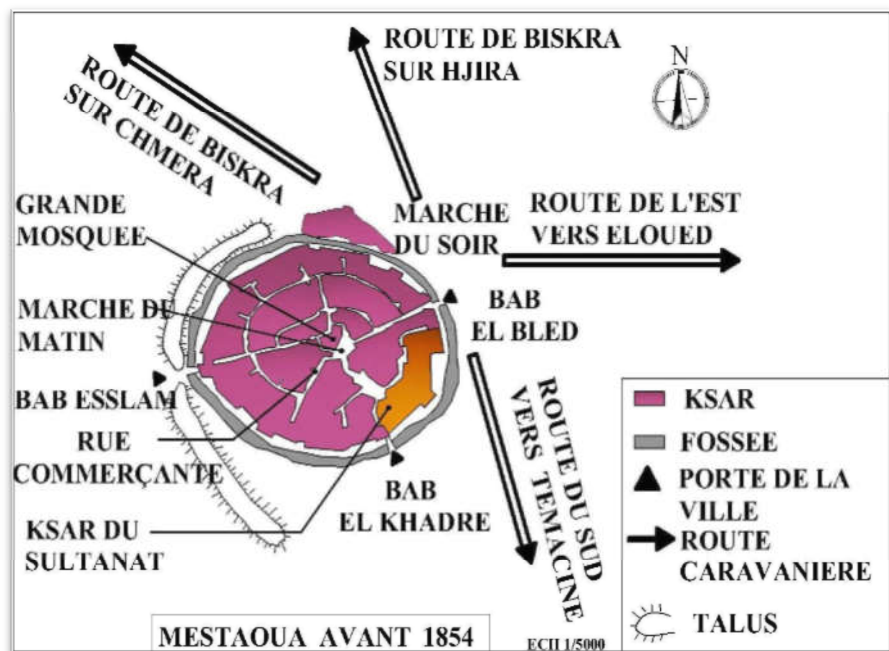 ROUTE DE BISKRA
SUR HJIRA
N
ROUTE DE BISKRA
SUR CHMERA
GRANDE
MOSQUEE
MARCHE
DU SOIR
ROUTE DE L'EST
VERS ELOUED
MARCHE DU
MATIN
BAB
EL BLED
BAB ESSLAM
RUE
COMMERÇANTE
BAB
EL KHADRE
KSAR DU
SULTANAT
ROUTE DU SUD
VERS TEMACINE
KSAR
FOSSEE
PORTE DE LA
VILLE
ROUTE
CARAVANIERE
TALUS
MESTAOUA AVANT 1854
ECH 1/5000